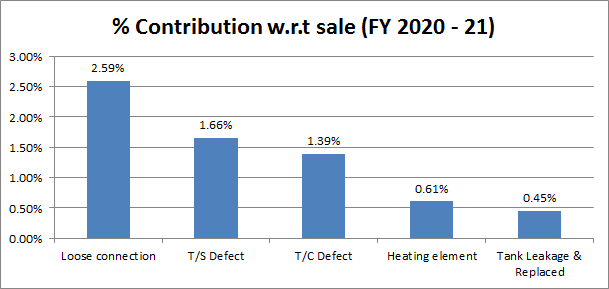 % Contribution w.r.t sale (FY 2020 - 21)
3.00%
2.50%
2.00%
1.50%
1.00%
0.50%
0.00%
2.59%
1.66%
1.39%
0.61%
0.45%
Loose connection
T/S Defect
T/C Defect
Heating element
Tank Leakage &
Replaced